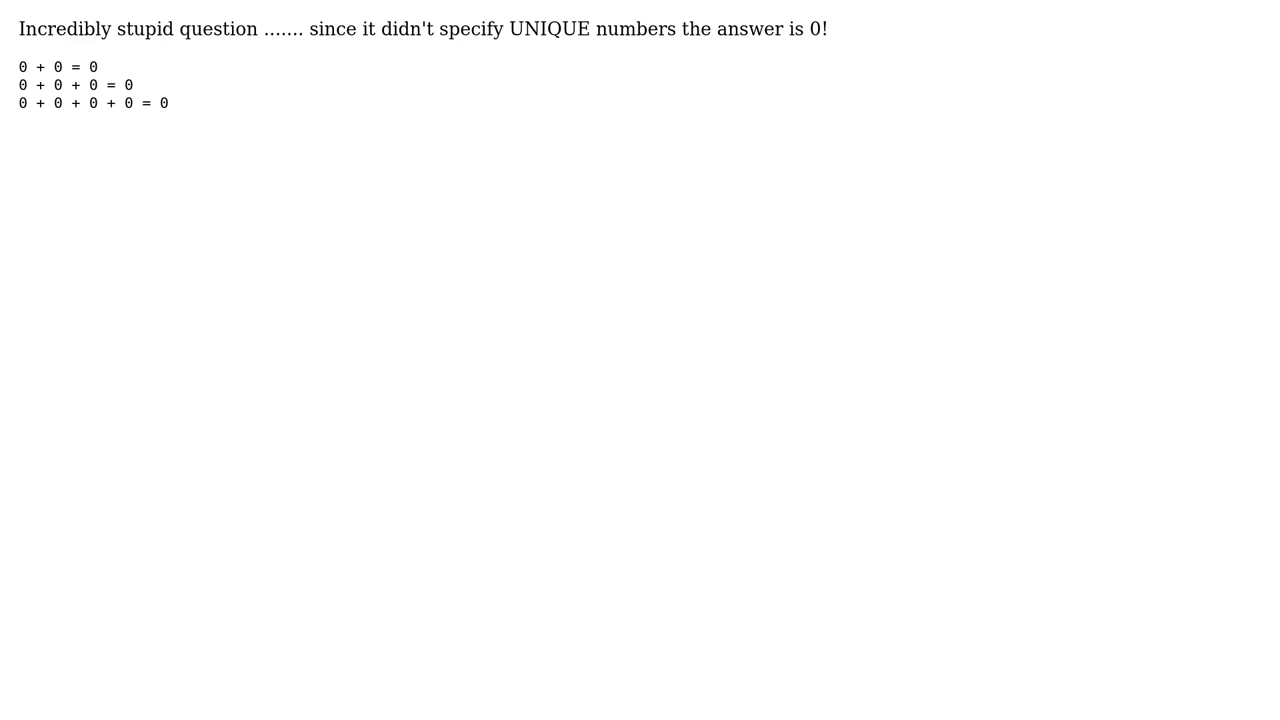 Incredibly stupid question ....... since it didn't specify UNIQUE numbers the answer is 0!
0 + 0 = 0
0 + 0 + 0 = 0
0 + 0 + 0 + 0 = 0